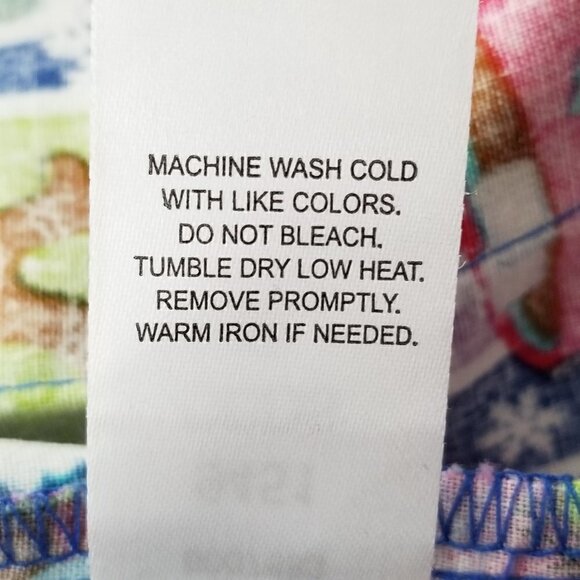 MACHINE WASH COLD
WITH LIKE COLORS.
DO NOT BLEACH.
TUMBLE DRY LOW HEAT.
REMOVE PROMPTLY.
WARM IRON IF NEEDED.